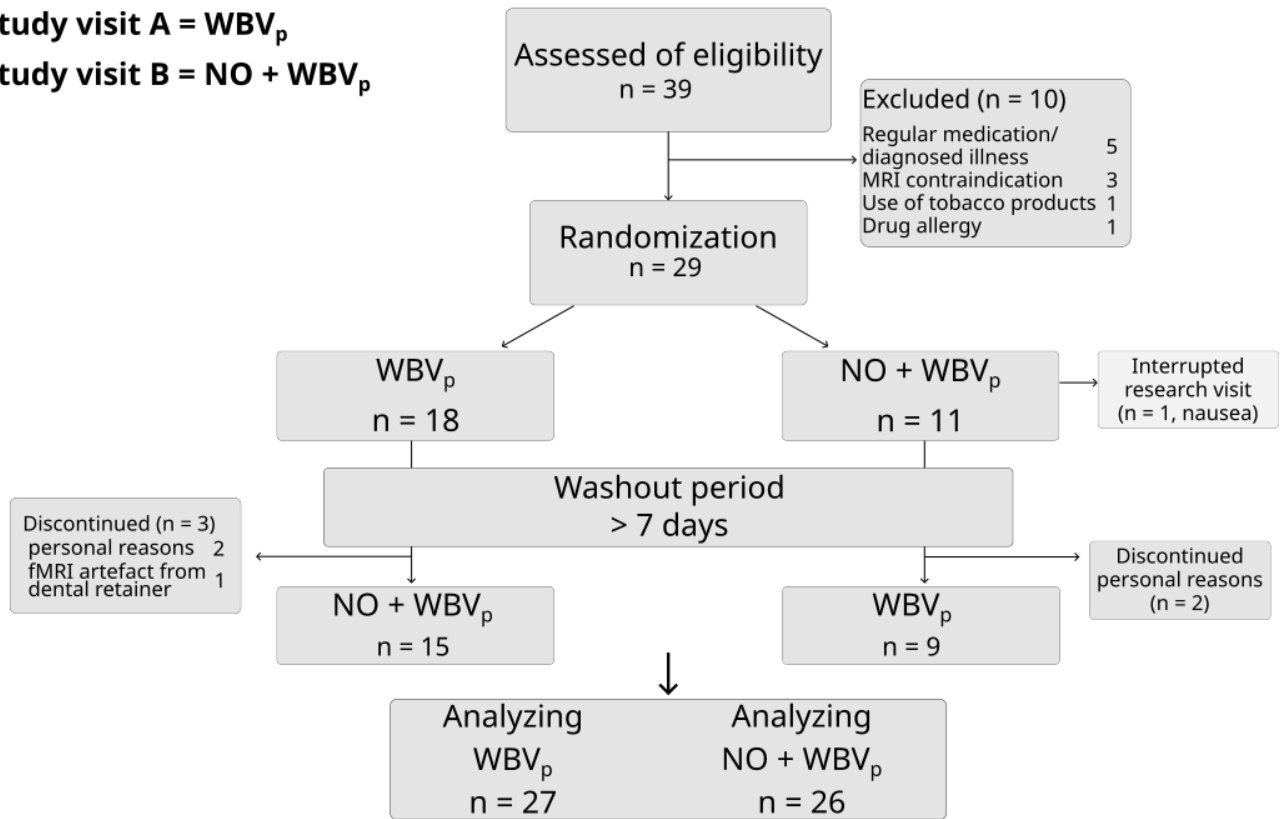 tudy visit A = WBVp
tudy visit B = NO + WBVp
Assessed of eligibility
n = 39
Excluded (n = 10)
Regular medication/
diagnosed illness 5
MRI contraindication 3
Use of tobacco products 1
Drug allergy 1
Randomization
n = 29
WBVp
n = 18
NO + WBVp
n = 11
Interrupted
research visit
(n = 1, nausea)
Washout period
> 7 days
Discontinued (n = 3)
personal reasons 2
fMRI artefact from
dental retainer 1
Discontinued
personal reasons
(n = 2)
NO + WBVp
n = 15
WBVp
n = 9
Analyzing
WBVp
n = 27
Analyzing
NO + WBVp
n = 26